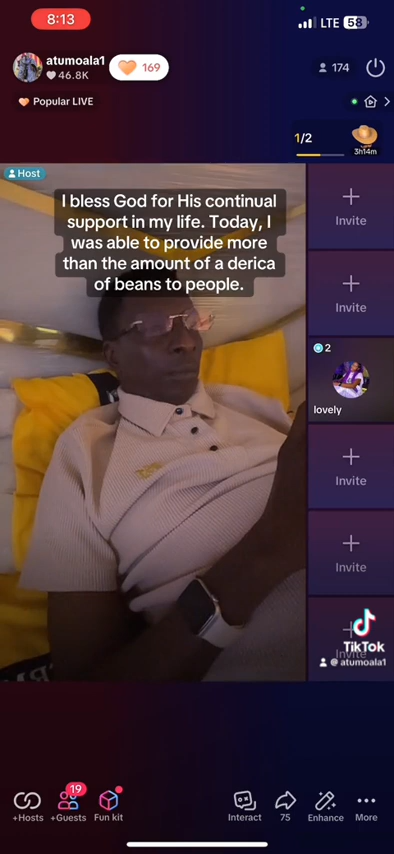 8:13
LTE 58
atumoala1
46.8K
169
174
Popular LIVE
1/2
3h14m
Host
I bless God for His continual
support in my life. Today, I
was able to provide more
than the amount of a derica
of beans to people.
Invite
Invite
2
lovely
Invite
Invite
Invite
TikTok
@ atumoala1
19
+Hosts
+Guests
Fun kit
Interact
75
Enhance
More